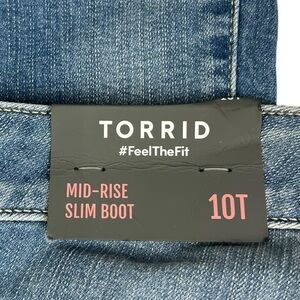 TORRID
#FeelTheFit
MID-RISE
SLIM BOOT
10T